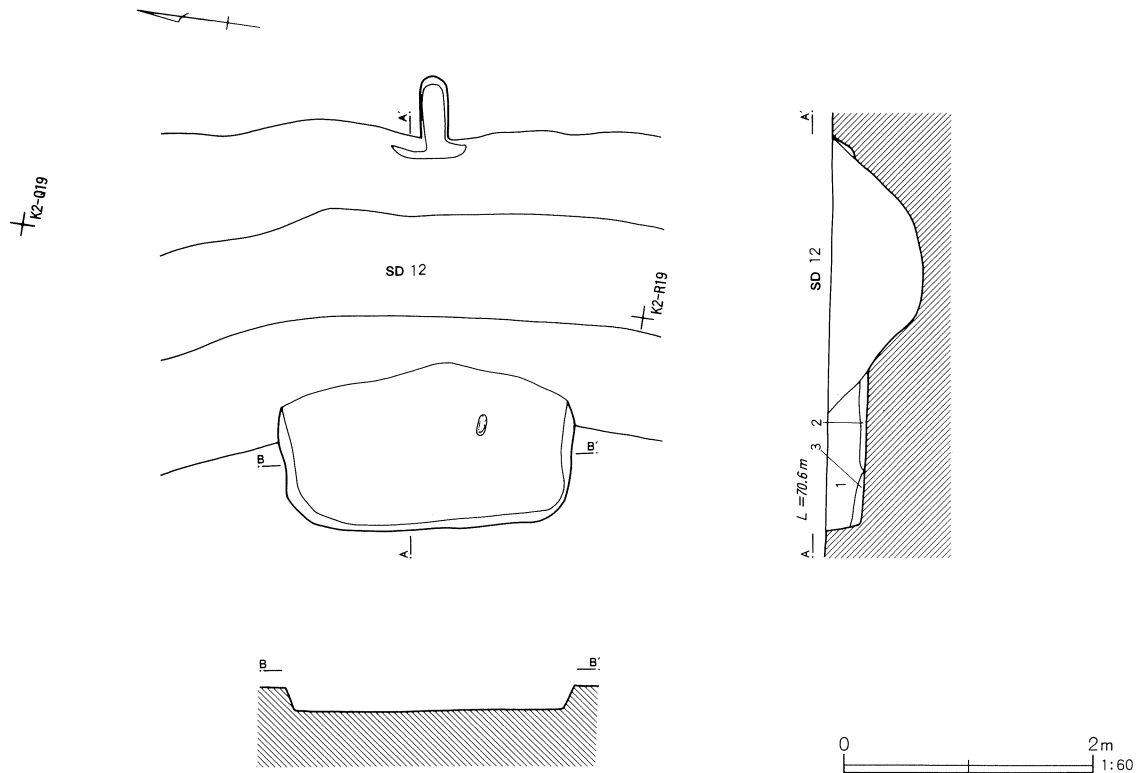 A′
A′
K2-Q19
SD 12
SD 12
K2-R19
2
3
B
B′
1
L=70.6m
A
A
B
B′
0
2m
1:60